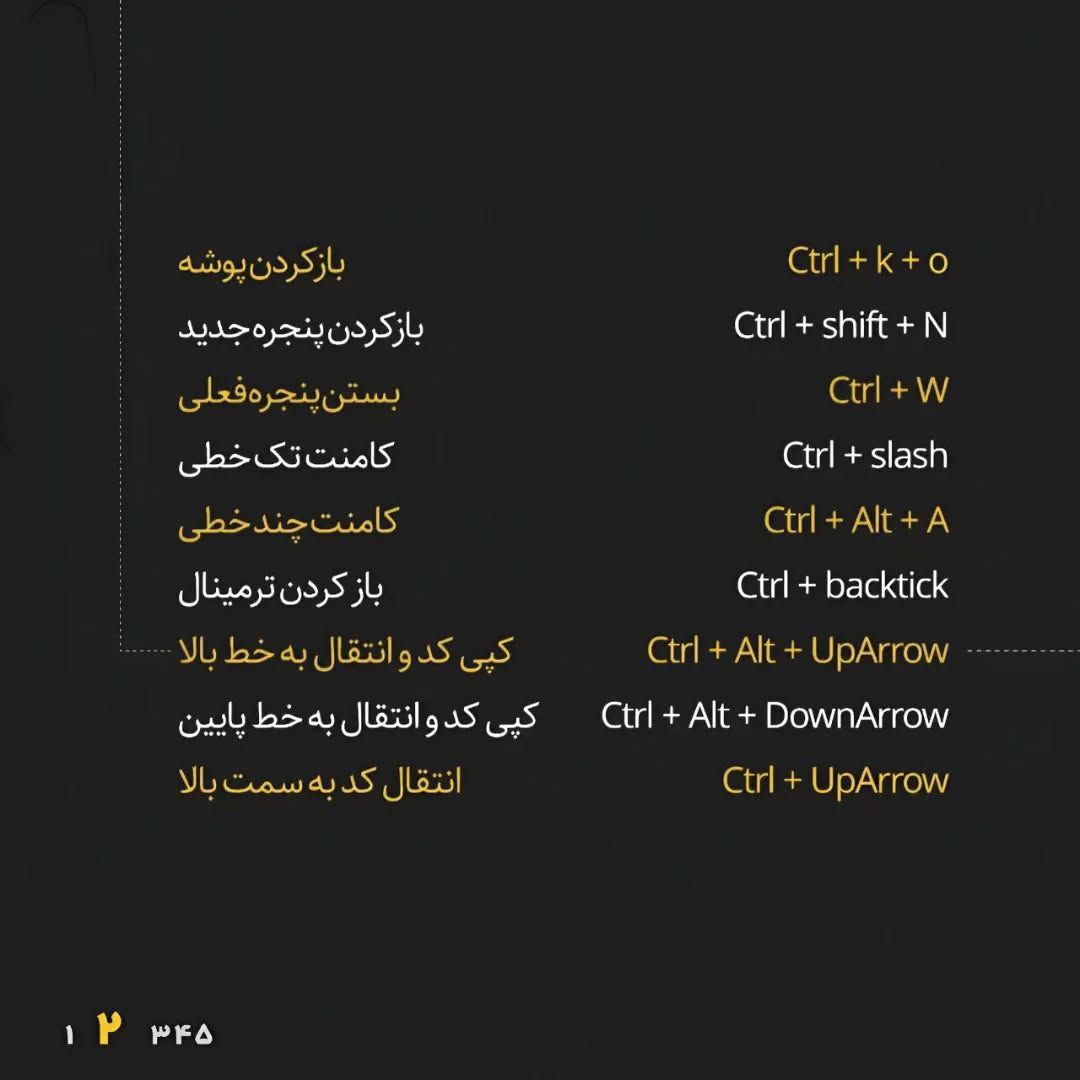 Ctrl + k + o بازکردن پوشه
Ctrl + shift + N بازکردن پنجره جدید
Ctrl + W بستن پنجره فعلی
Ctrl + slash کامنت تک خطی
Ctrl + Alt + A کامنت چند خطی
Ctrl + backtick باز کردن ترمینال
Ctrl + Alt + UpArrow کپی کد و انتقال به خط بالا
Ctrl + Alt + DownArrow کپی کد و انتقال به خط پایین
Ctrl + UpArrow انتقال کد به سمت بالا
۱ ۲ ۳۴۵